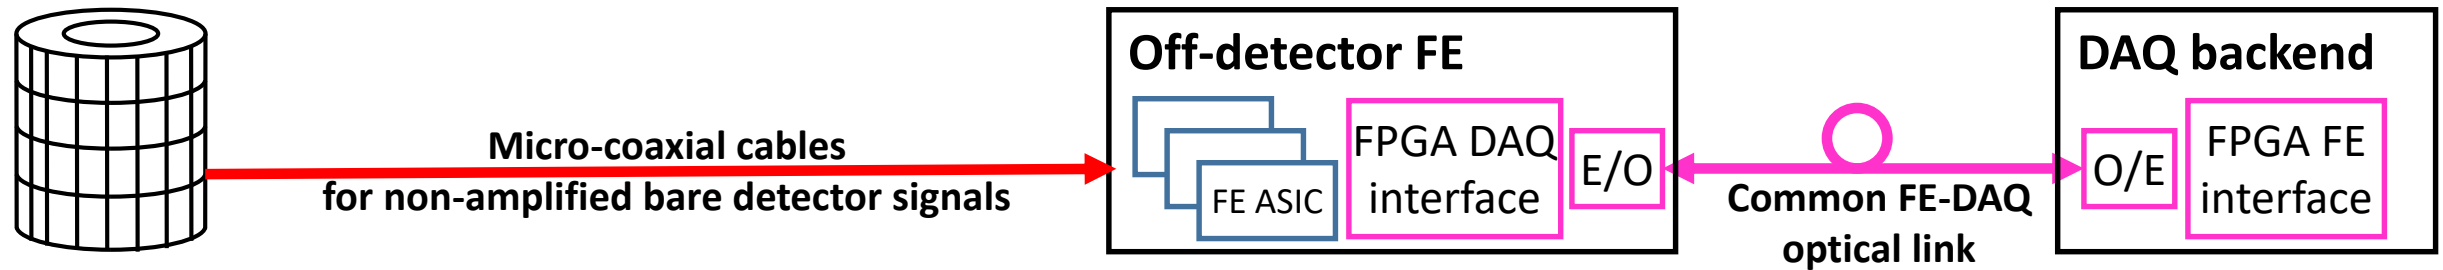 Micro-coaxial cables
for non-amplified bare detector signals
Off-detector FE
FE ASIC
FPGA DAQ
interface
E/O
Common FE-DAQ
optical link
DAQ backend
O/E
FPGA FE
interface